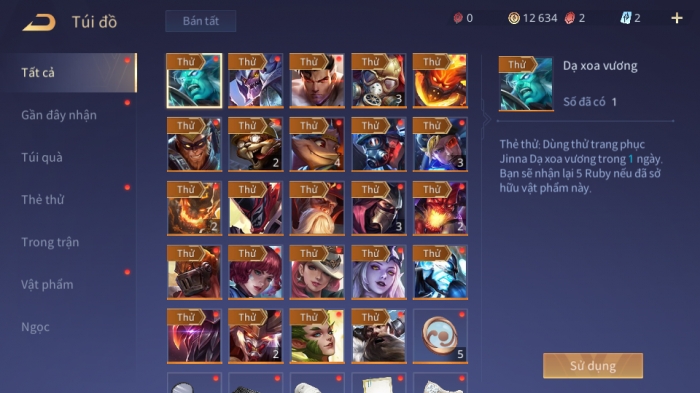 Túi đồ
Bán tất
0
12 634
2
2
+
Tất cả
Gần đây nhận
Túi quà
Thẻ thử
Trong trận
Vật phẩm
Ngọc
Thử Thử Thử Thử Thử
3
Thử Thử Thử Thử Thử
2 4 3
Thử Thử Thử Thử Thử
2 3 2
Thử Thử Thử Thử Thử
Thử Thử Thử Thử
2 5
Thử
Dạ xoa vương
Số đã có 1
Thẻ thử: Dùng thử trang phục
Jinna Dạ xoa vương trong 1 ngày.
Bạn sẽ nhận lại 5 Ruby nếu đã sở
hữu vật phẩm này.
Sử dụng